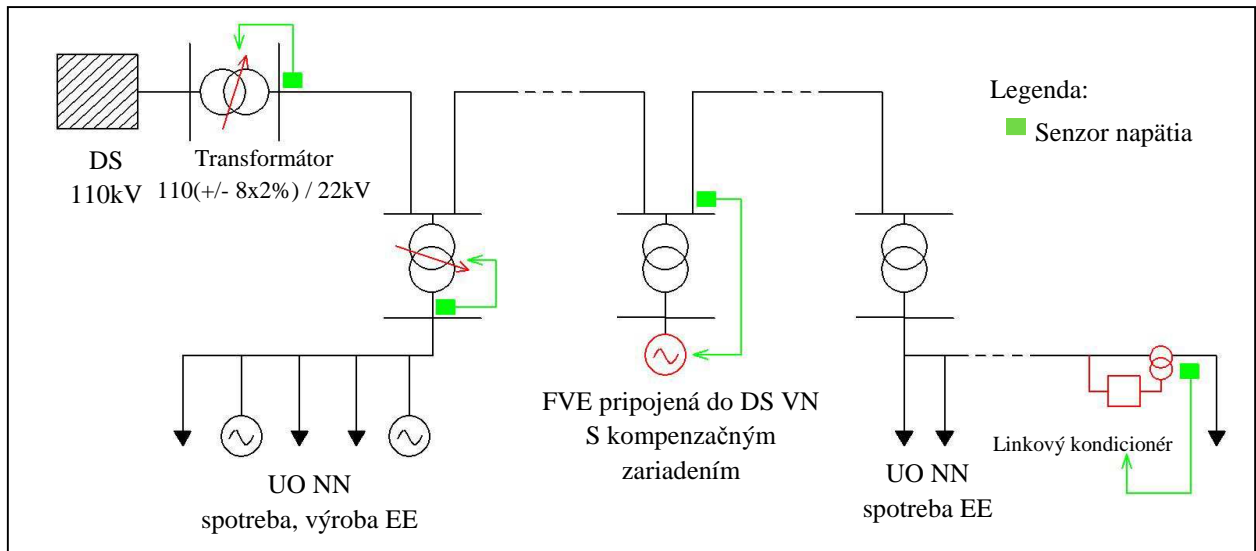 Legenda:
Senzor napätia
DS
110kV
Transformátor
110(+/- 8x2%) / 22kV
FVE pripojená do DS VN
S kompenzačným
zariadením
Linkový kondicionér
UO NN
spotreba, výroba EE
UO NN
spotreba EE